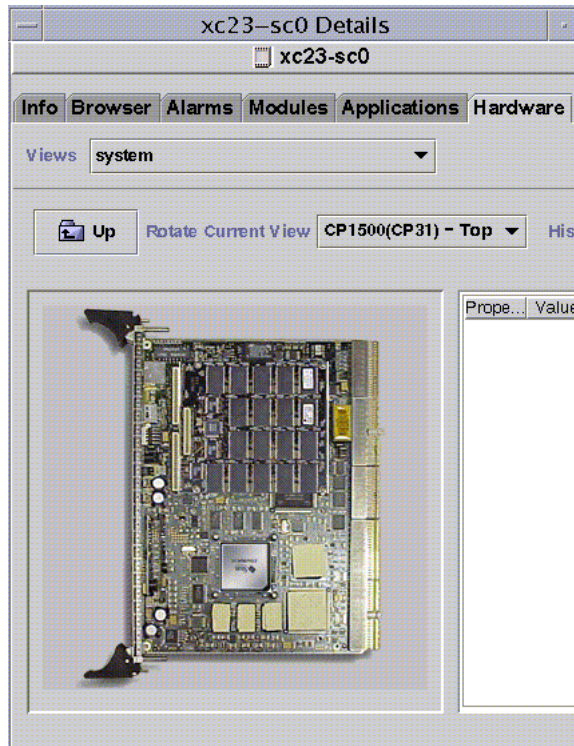 xc23-sc0 Details
xc23-sc0
Info Browser Alarms Modules Applications Hardware
Views system
Up Rotate Current View CP1500(CP31) - Top His
Prope... Value